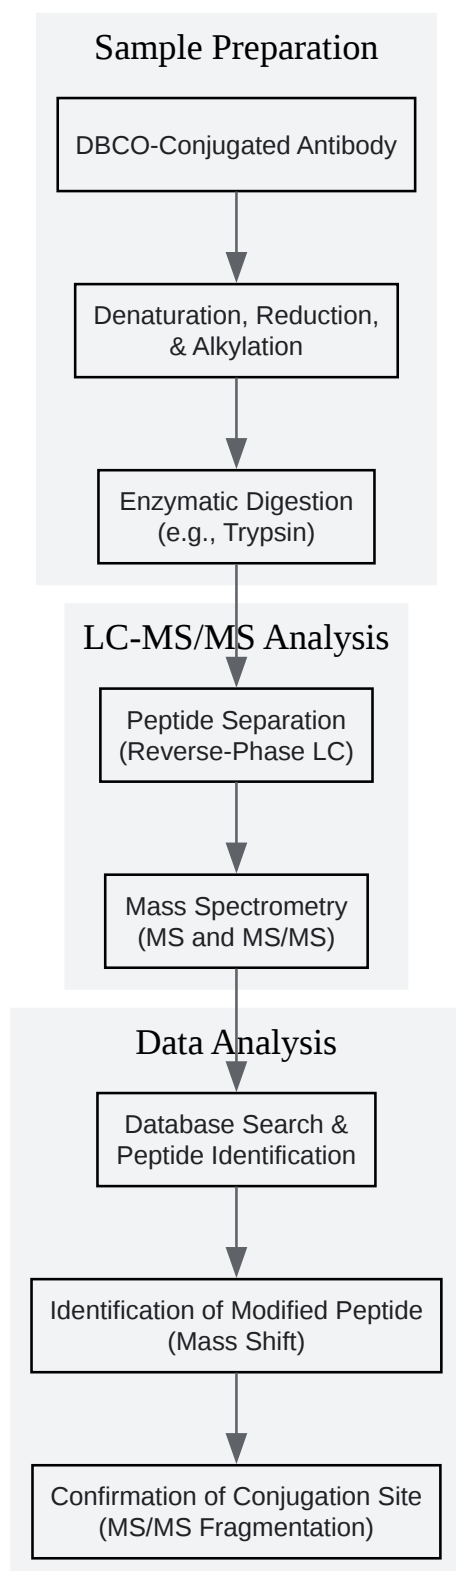 Sample Preparation
DBCO-Conjugated Antibody
Denaturation, Reduction,
& Alkylation
Enzymatic Digestion
(e.g., Trypsin)
LC-MS/MS Analysis
Peptide Separation
(Reverse-Phase LC)
Mass Spectrometry
(MS and MS/MS)
Data Analysis
Database Search &
Peptide Identification
Identification of Modified Peptide
(Mass Shift)
Confirmation of Conjugation Site
(MS/MS Fragmentation)